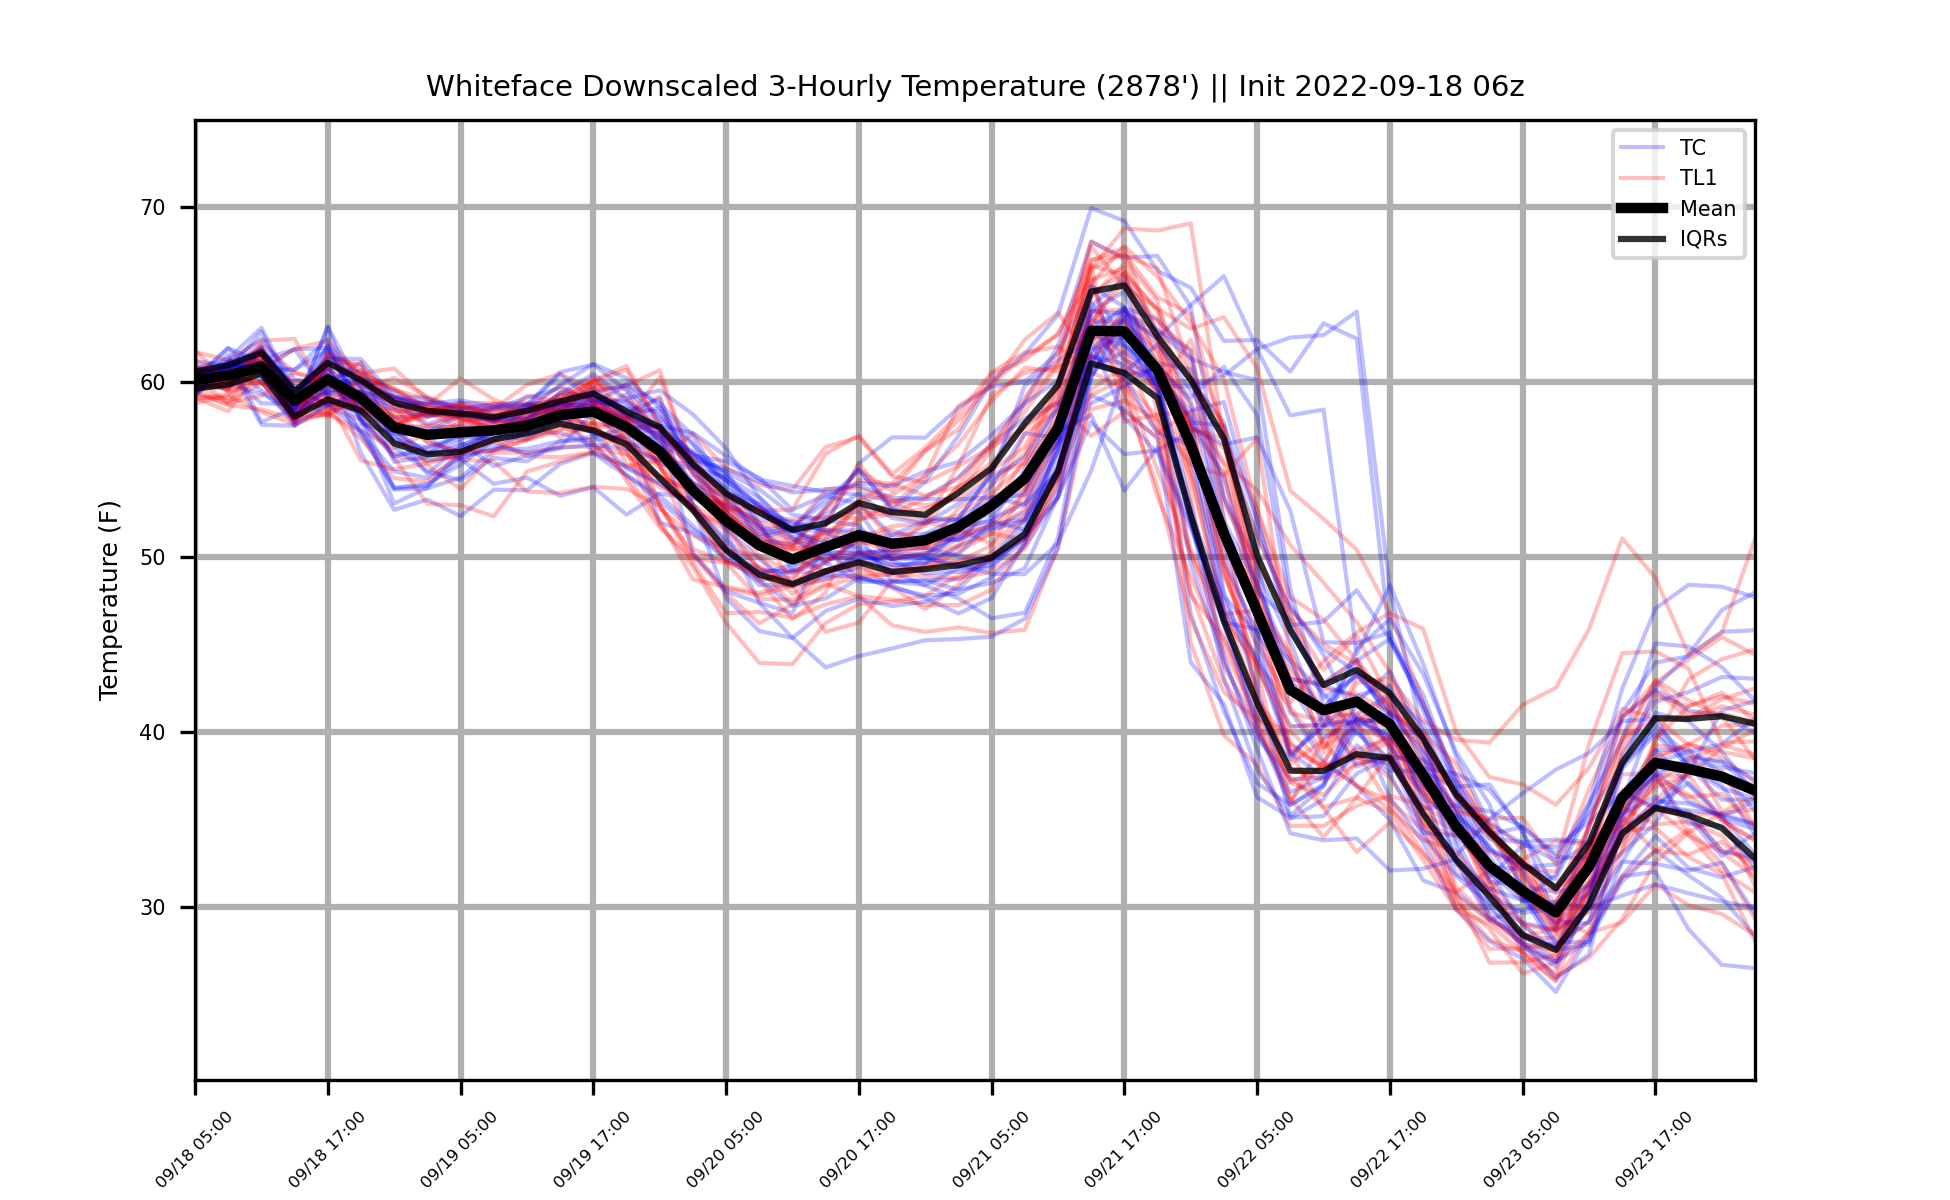 Whiteface Downscaled 3-Hourly Temperature (2878') || Init 2022-09-18 06z
TC
TL1
Mean
IQRs
Temperature (F)
70
60
50
40
30
09/18 05:00
09/18 17:00
09/19 05:00
09/19 17:00
09/20 05:00
09/20 17:00
09/21 05:00
09/21 17:00
09/22 05:00
09/22 17:00
09/23 05:00
09/23 17:00